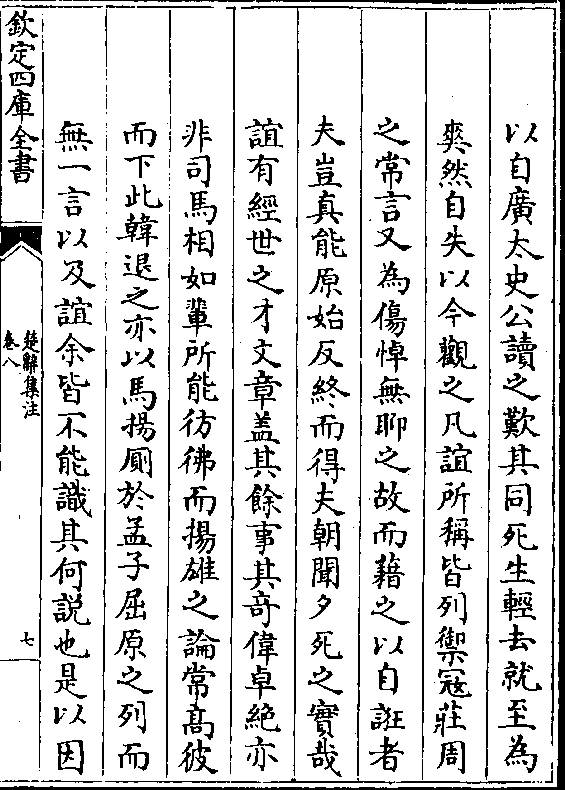 以自廣太史公讀之歎其同死生輕去就至為
爽然自失以今觀之凡誼所稱皆列禦寇莊周
之常言又為傷悼無聊之故而藉之以自誑者
夫豈真能原始反終而得夫朝聞夕死之實哉
誼有經世之才文章盖其餘事其奇偉卓絶亦
非司馬相如輩所能彷彿而揚雄之論常髙彼
而下此韓退之亦以馬揚厠於孟子屈原之列而
無一言以及誼余皆不能識其何説也是以因
欽定四庫全書
楚辭集注
卷八
七